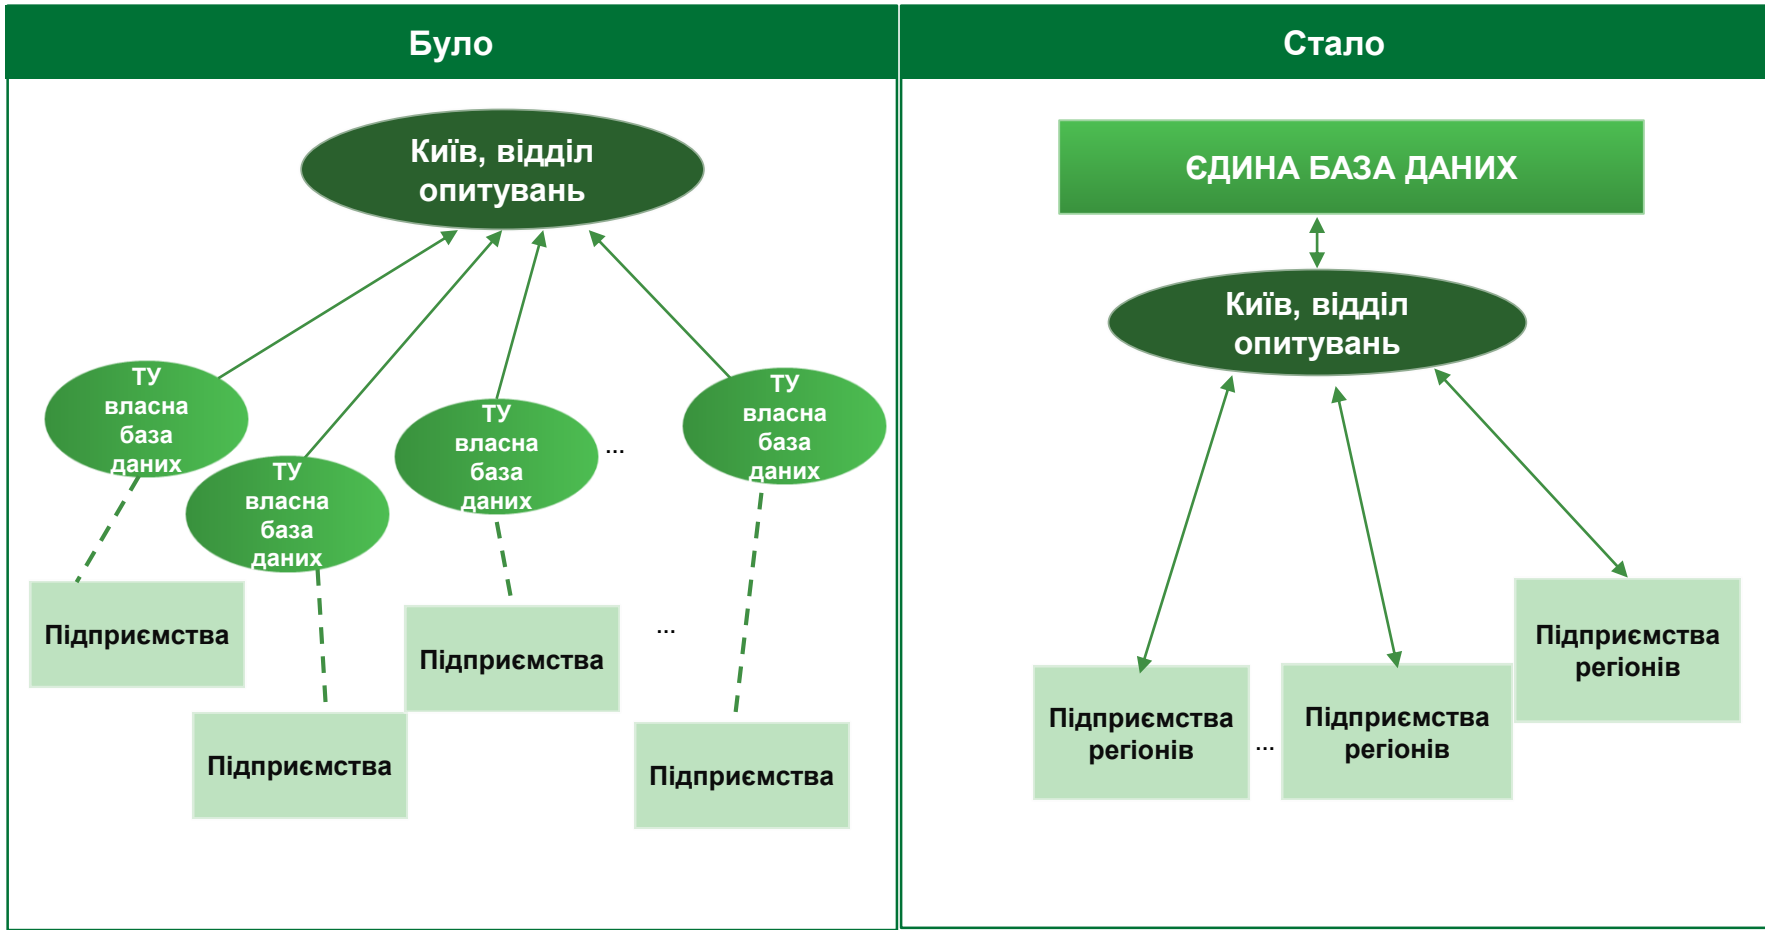 Було
Київ, відділ
опитувань
ТУ
власна
база
даних
ТУ
власна
база
даних
ТУ
власна
база
даних
...
ТУ
власна
база
даних
Підприємства
Підприємства
Підприємства
...
Підприємства
Стало
ЄДИНА БАЗА ДАНИХ
Київ, відділ
опитувань
Підприємства
регіонів
...
Підприємства
регіонів
Підприємства
регіонів